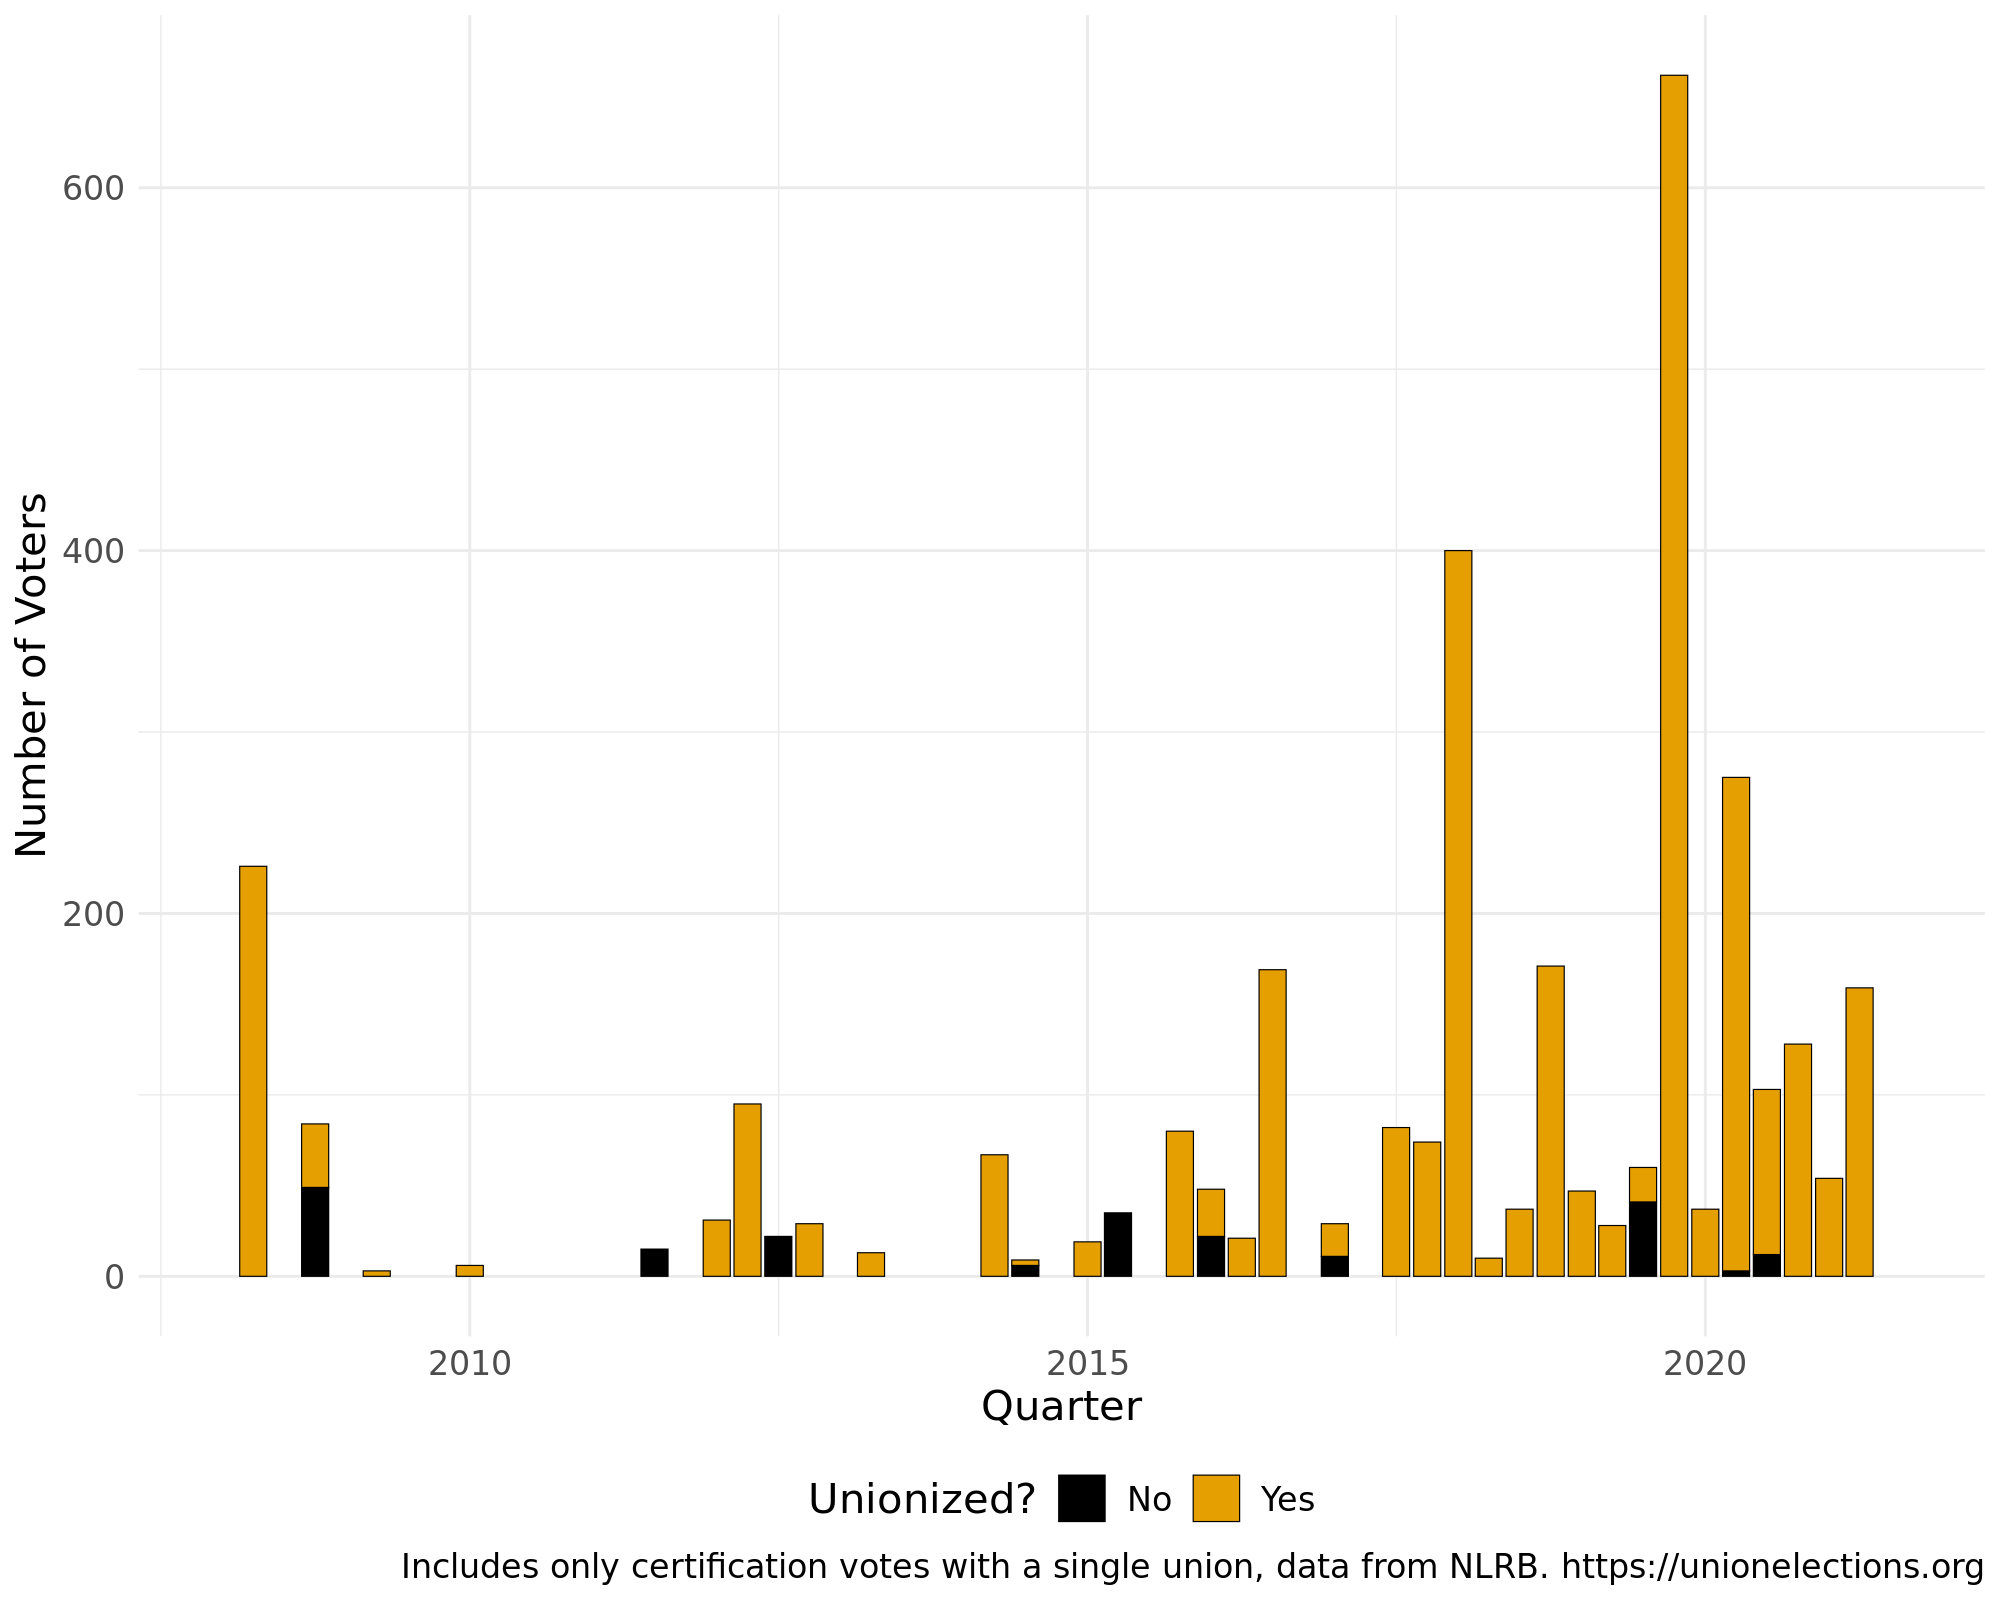 600
400
200
0
Number of Voters
2010 2015 2020
Quarter
Unionized? No Yes
Includes only certification votes with a single union, data from NLRB. https://unionelections.org